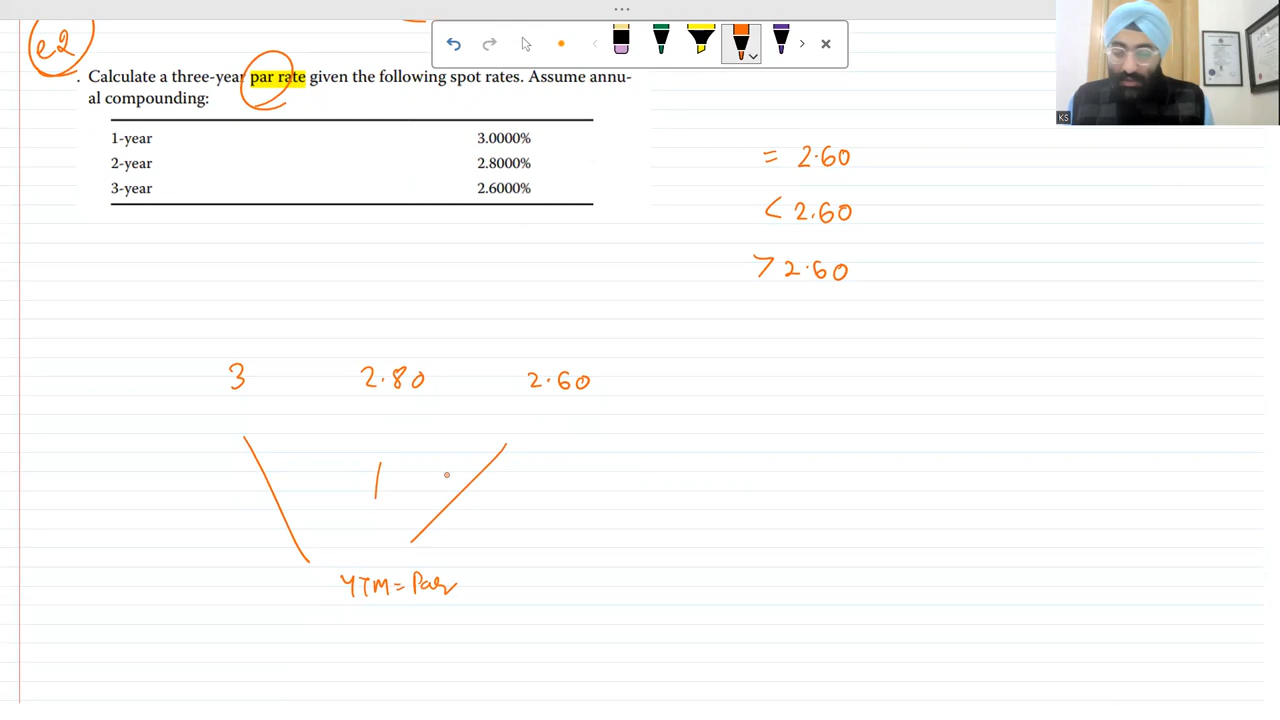 e2
. Calculate a three-year par rate given the following spot rates. Assume annu-
al compounding:
1-year 3.0000%
2-year 2.8000%
3-year 2.6000%
= 2.60
< 2.60
> 2.60
3 2.80 2.60
YTM = Par
KS